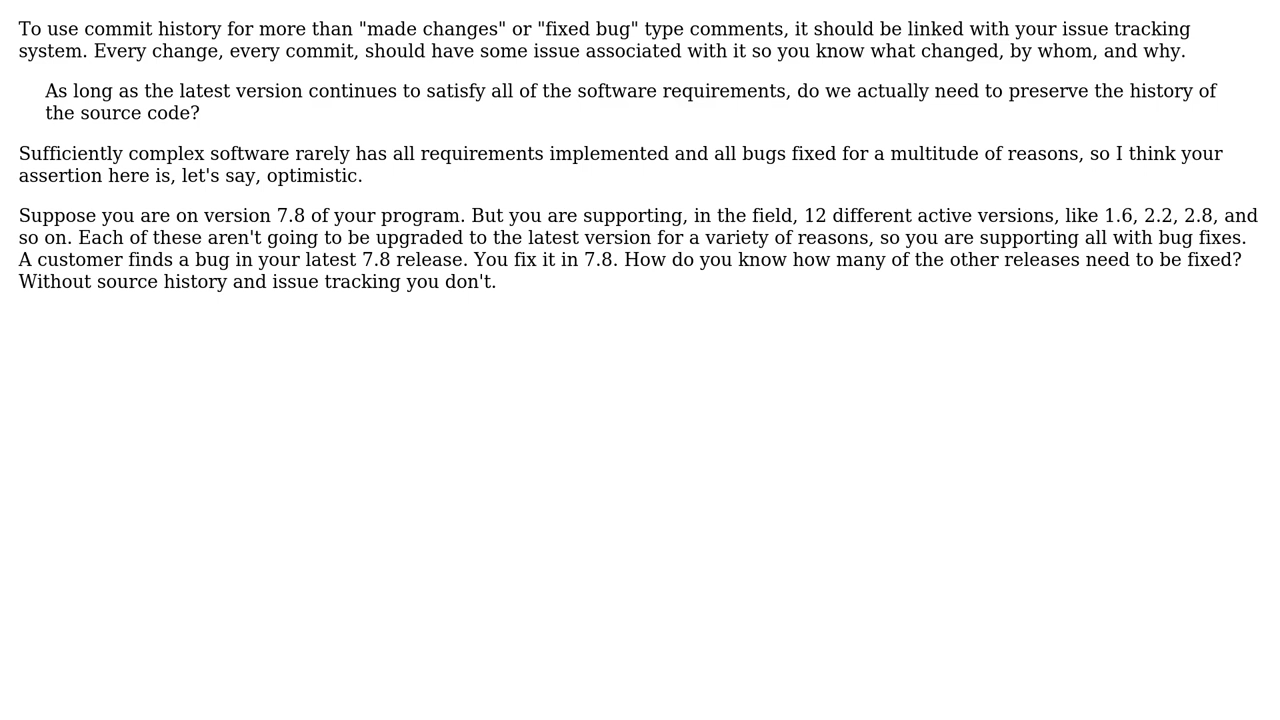 To use commit history for more than "made changes" or "fixed bug" type comments, it should be linked with your issue tracking
system. Every change, every commit, should have some issue associated with it so you know what changed, by whom, and why.
As long as the latest version continues to satisfy all of the software requirements, do we actually need to preserve the history of
the source code?
Sufficiently complex software rarely has all requirements implemented and all bugs fixed for a multitude of reasons, so I think your
assertion here is, let's say, optimistic.
Suppose you are on version 7.8 of your program. But you are supporting, in the field, 12 different active versions, like 1.6, 2.2, 2.8, and
so on. Each of these aren't going to be upgraded to the latest version for a variety of reasons, so you are supporting all with bug fixes.
A customer finds a bug in your latest 7.8 release. You fix it in 7.8. How do you know how many of the other releases need to be fixed?
Without source history and issue tracking you don't.